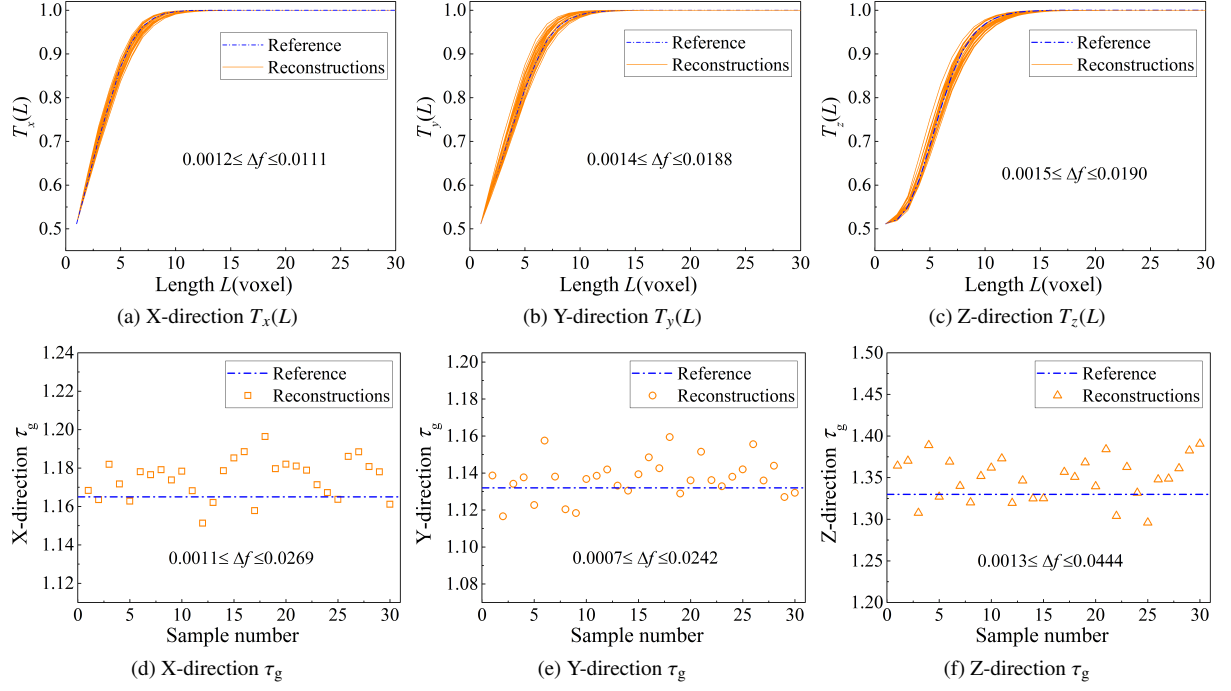 1.0
0.9
0.8
0.7
0.6
0.5
T_x(L)
Reference
Reconstructions
0.0012≤ Δf ≤0.0111
0 5 10 15 20 25 30
Length L(voxel)
(a) X-direction T_x(L)
1.0
0.9
0.8
0.7
0.6
0.5
T_y(L)
Reference
Reconstructions
0.0014≤ Δf ≤0.0188
0 5 10 15 20 25 30
Length L(voxel)
(b) Y-direction T_y(L)
1.0
0.9
0.8
0.7
0.6
0.5
T_z(L)
Reference
Reconstructions
0.0015≤ Δf ≤0.0190
0 5 10 15 20 25 30
Length L(voxel)
(c) Z-direction T_z(L)
1.24
1.22
1.20
1.18
1.16
1.14
1.12
X-direction τ_g
Reference
Reconstructions
0.0011≤ Δf ≤0.0269
0 5 10 15 20 25 30
Sample number
(d) X-direction τ_g
1.20
1.18
1.16
1.14
1.12
1.10
1.08
Y-direction τ_g
Reference
Reconstructions
0.0007≤ Δf ≤0.0242
0 5 10 15 20 25 30
Sample number
(e) Y-direction τ_g
1.50
1.45
1.40
1.35
1.30
1.25
1.20
Z-direction τ_g
Reference
Reconstructions
0.0013≤ Δf ≤0.0444
0 5 10 15 20 25 30
Sample number
(f) Z-direction τ_g